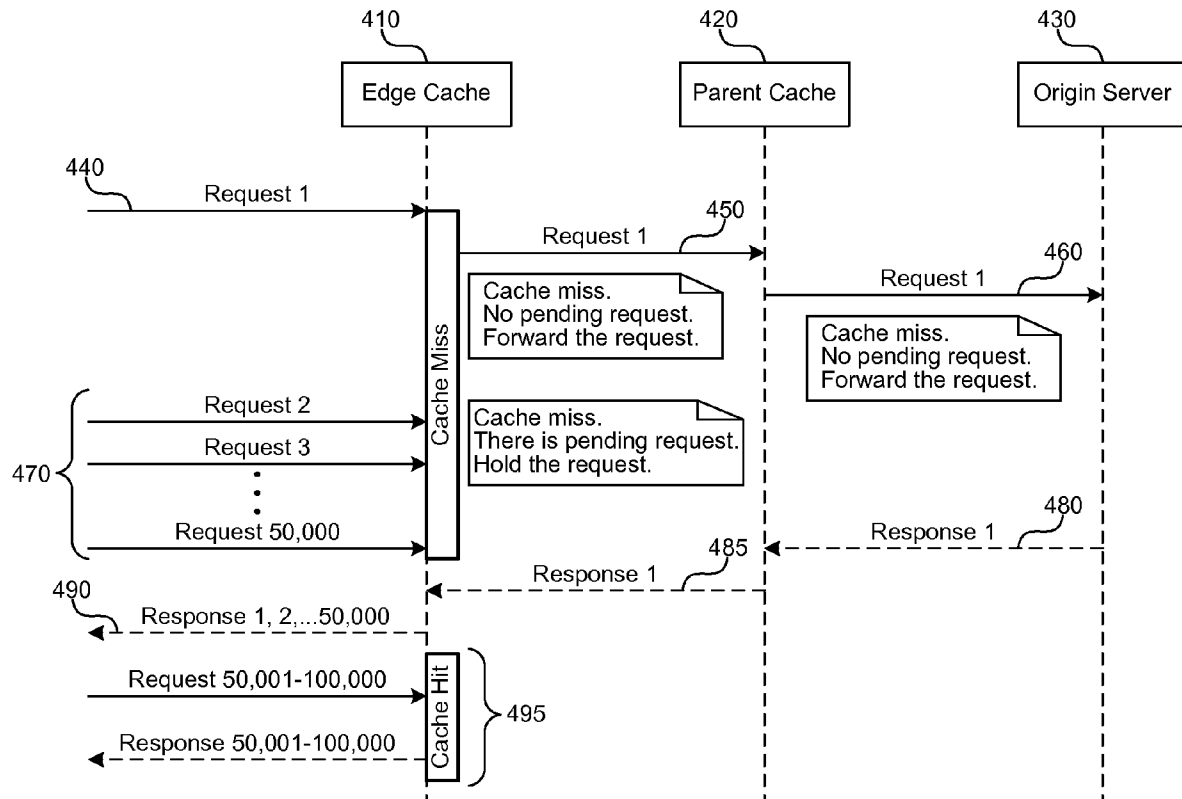 410
420
430
Edge Cache
Parent Cache
Origin Server
440
Request 1
450
Request 1
460
Request 1
Cache miss.
No pending request.
Forward the request.
Cache miss.
No pending request.
Forward the request.
Cache Miss
470
Request 2
Request 3
Request 50,000
Cache miss.
There is pending request.
Hold the request.
480
Response 1
485
Response 1
490
Response 1, 2,...50,000
Request 50,001-100,000
Cache Hit
495
Response 50,001-100,000